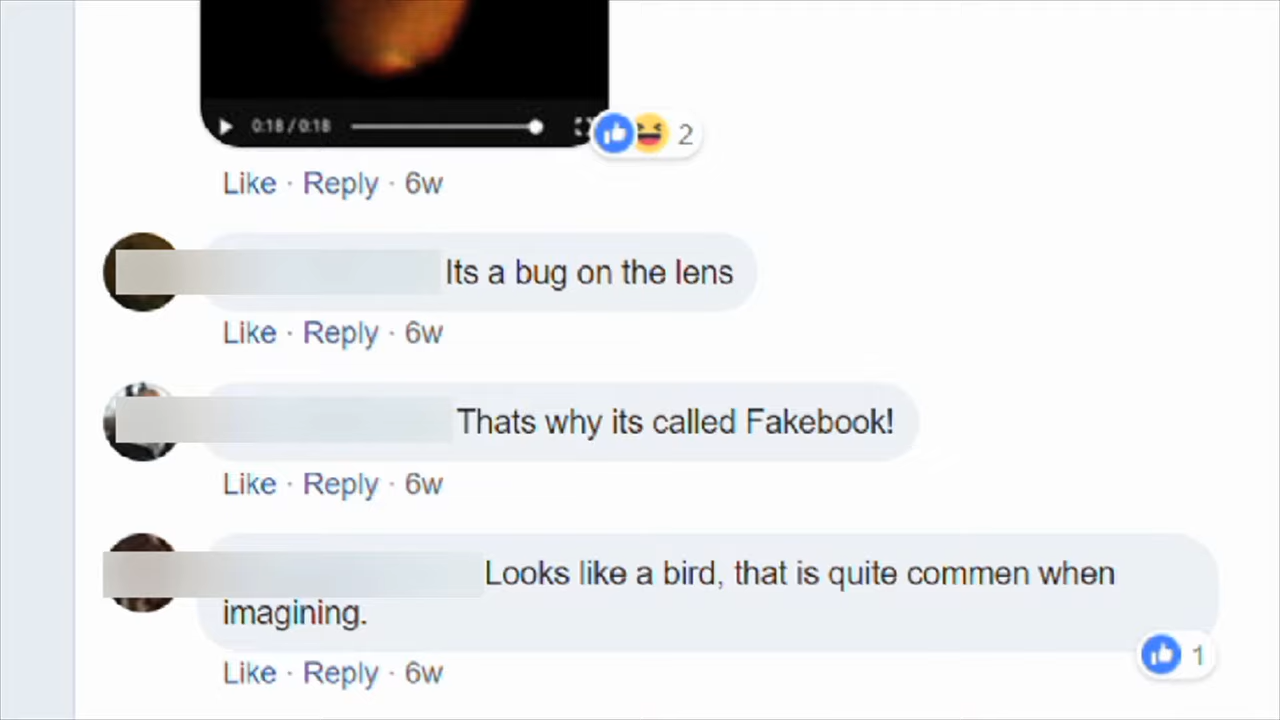 0:18 / 0:18
2
Like · Reply · 6w
Its a bug on the lens
Like · Reply · 6w
Thats why its called Fakebook!
Like · Reply · 6w
Looks like a bird, that is quite commen when
imagining.
1
Like · Reply · 6w